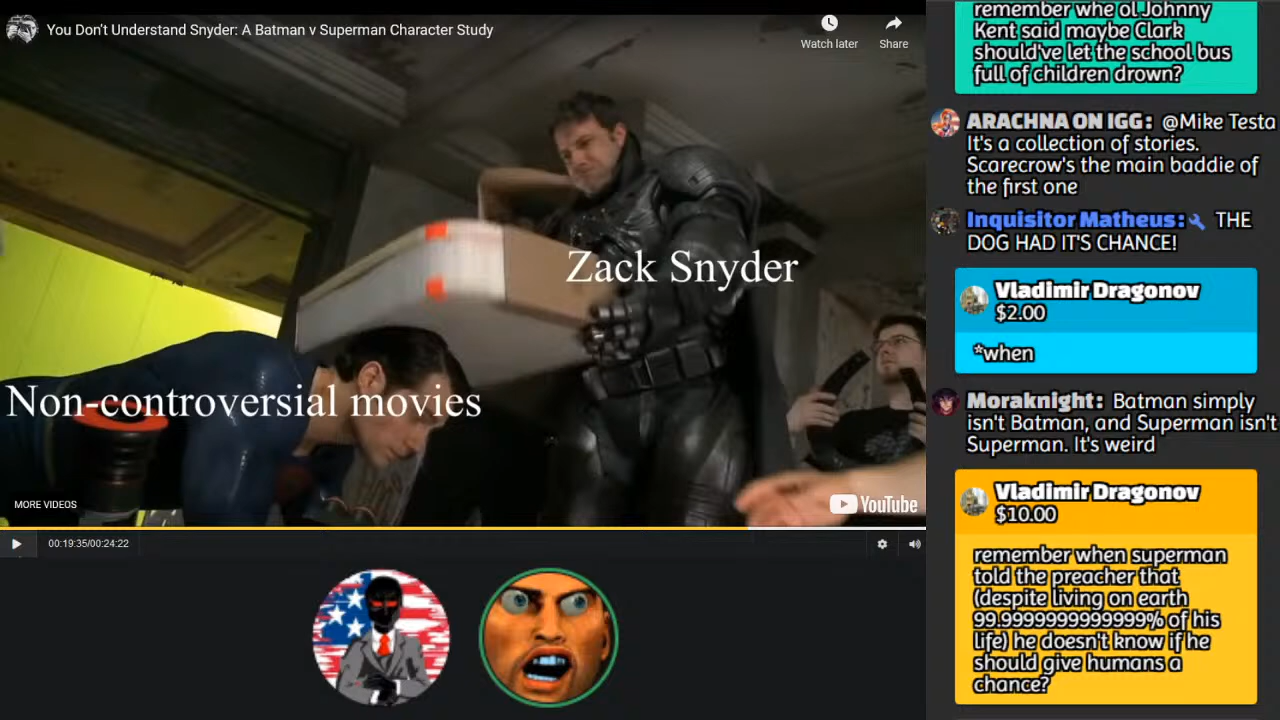 You Don't Understand Snyder: A Batman v Superman Character Study
Watch later
Share
Zack Snyder
Non-controversial movies
MORE VIDEOS
YouTube
00:19:35/00:24:22
remember whe ol Johnny
Kent said maybe Clark
should've let the school bus
full of children drown?
ARACHNA ON IGG: @Mike Testa
It's a collection of stories.
Scarecrow's the main baddie of
the first one
Inquisitor Matheus: THE
DOG HAD IT'S CHANCE!
Vladimir Dragonov
$2.00
*when
Moraknight: Batman simply
isn't Batman, and Superman isn't
Superman. It's weird
Vladimir Dragonov
$10.00
remember when superman
told the preacher that
(despite living on earth
99.9999999999999% of his
life) he doesn't know if he
should give humans a
chance?